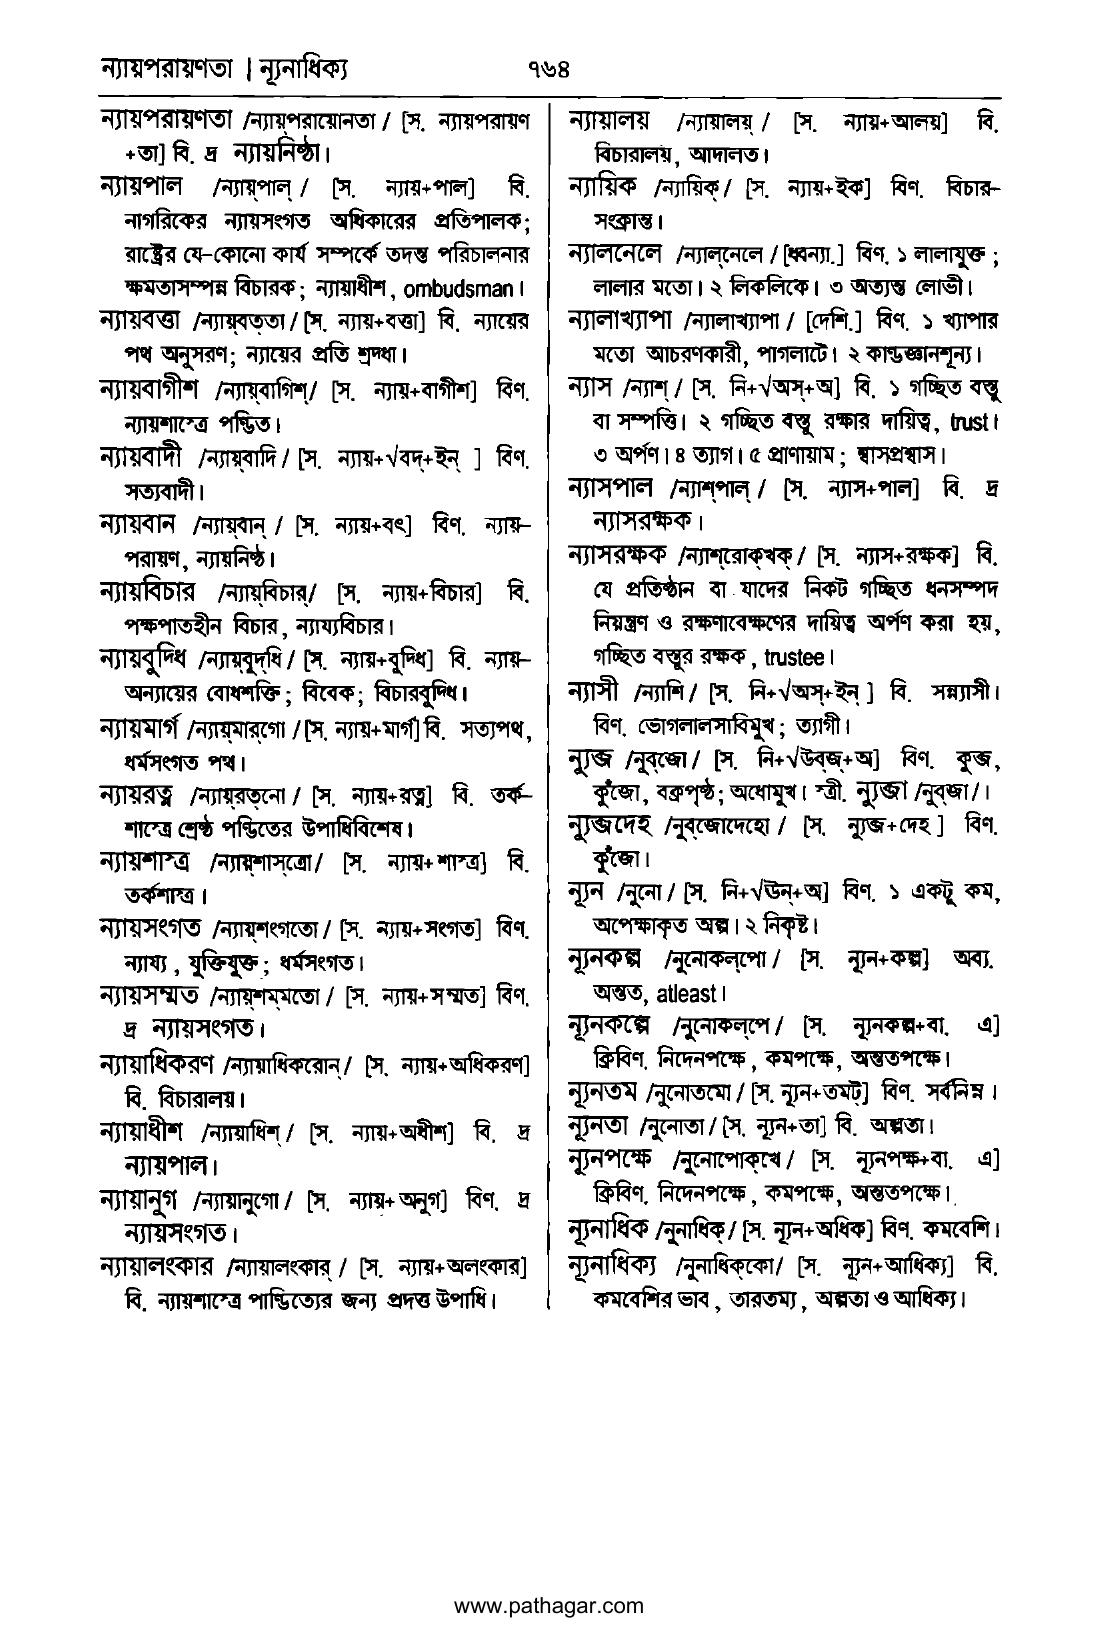 ন্যায়পরায়ণতা | ন্যূনাধিক্য
৭৬৪
ন্যায়পরায়ণতা /ন্যায়্‌পরায়োনতা/ [স. ন্যায়পরায়ণ
+তা] বি. দ্র ন্যায়নিষ্ঠা।
ন্যায়পাল /ন্যায়্‌পাল্‌/ [স. ন্যায়+পাল] বি.
নাগরিকের ন্যায়সংগত অধিকারের প্রতিপালক;
রাষ্ট্রের যে-কোনো কার্য সম্পর্কে তদন্ত পরিচালনার
ক্ষমতাসম্পন্ন বিচারক; ন্যায়াধীশ, ombudsman।
ন্যায়বত্তা /ন্যায়্‌বত্‌তা/ [স. ন্যায়+বত্তা] বি. ন্যায়ের
পথ অনুসরণ; ন্যায়ের প্রতি শ্রদ্ধা।
ন্যায়বাগীশ /ন্যায়্‌বাগিশ্‌/ [স. ন্যায়+বাগীশ] বিণ.
ন্যায়শাস্ত্রে পণ্ডিত।
ন্যায়বাদী /ন্যায়্‌বাদি/ [স. ন্যায়+√বদ্‌+ইন্‌ ] বিণ.
সত্যবাদী।
ন্যায়বান /ন্যায়্‌বান্‌/ [স. ন্যায়+বৎ] বিণ. ন্যায়-
পরায়ণ, ন্যায়নিষ্ঠ।
ন্যায়বিচার /ন্যায়্‌বিচার্‌/ [স. ন্যায়+বিচার] বি.
পক্ষপাতহীন বিচার, ন্যায্যবিচার।
ন্যায়বুদ্ধি /ন্যায়্‌বুদ্‌ধি/ [স. ন্যায়+বুদ্ধি] বি. ন্যায়-
অন্যায়ের বোধশক্তি; বিবেক; বিচারবুদ্ধি।
ন্যায়মার্গ /ন্যায়্‌মার্‌গো/ [স. ন্যায়+মার্গ] বি. সত্যপথ,
ধর্মসংগত পথ।
ন্যায়রত্ন /ন্যায়্‌রত্‌নো/ [স. ন্যায়+রত্ন] বি. তর্ক-
শাস্ত্রে শ্রেষ্ঠ পণ্ডিতের উপাধিবিশেষ।
ন্যায়শাস্ত্র /ন্যায়্‌শাস্‌ত্রো/ [স. ন্যায়+শাস্ত্র] বি.
তর্কশাস্ত্র।
ন্যায়সংগত /ন্যায়্‌শংগতো/ [স. ন্যায়+সংগত] বিণ.
ন্যায্য, যুক্তিযুক্ত; ধর্মসংগত।
ন্যায়সম্মত /ন্যায়্‌শম্‌মতো/ [স. ন্যায়+সম্মত] বিণ.
দ্র ন্যায়সংগত।
ন্যায়াধিকরণ /ন্যায়াধিকরোন্‌/ [স. ন্যায়+অধিকরণ]
বি. বিচারালয়।
ন্যায়াধীশ /ন্যায়াধিশ্‌/ [স. ন্যায়+অধীশ] বি. দ্র
ন্যায়পাল।
ন্যায়ানুগ /ন্যায়ানুগো/ [স. ন্যায়+অনুগ] বিণ. দ্র
ন্যায়সংগত।
ন্যায়ালংকার /ন্যায়ালংকার্‌/ [স. ন্যায়+অলংকার]
বি. ন্যায়শাস্ত্রে পাণ্ডিত্যের জন্য প্রদত্ত উপাধি।
ন্যায়ালয় /ন্যায়ালয়্‌/ [স. ন্যায়+আলয়] বি.
বিচারালয়, আদালত।
ন্যায়িক /ন্যায়িক্‌/ [স. ন্যায়+ইক] বিণ. বিচার-
সংক্রান্ত।
ন্যালনেলে /ন্যাল্‌নেলে/ [ধ্বন্যা.] বিণ. ১ লালাযুক্ত;
লালার মতো। ২ লিকলিকে। ৩ অত্যন্ত লোভী।
ন্যালাখ্যাপা /ন্যালাখ্যাপা/ [দেশি.] বিণ. ১ খ্যাপার
মতো আচরণকারী, পাগলাটে। ২ কাণ্ডজ্ঞানশূন্য।
ন্যাস /ন্যাশ্‌/ [স. নি+√অস্‌+অ] বি. ১ গচ্ছিত বস্তু
বা সম্পত্তি। ২ গচ্ছিত বস্তু রক্ষার দায়িত্ব, trust।
৩ অর্পণ। ৪ ত্যাগ। ৫ প্রাণায়াম; শ্বাসপ্রশ্বাস।
ন্যাসপাল /ন্যাশ্‌পাল্‌/ [স. ন্যাস+পাল] বি. দ্র
ন্যাসরক্ষক।
ন্যাসরক্ষক /ন্যাশ্‌রোক্‌খক্‌/ [স. ন্যাস+রক্ষক] বি.
যে প্রতিষ্ঠান বা যাদের নিকট গচ্ছিত ধনসম্পদ
নিয়ন্ত্রণ ও রক্ষণাবেক্ষণের দায়িত্ব অর্পণ করা হয়,
গচ্ছিত বস্তুর রক্ষক, trustee।
ন্যাসী /ন্যাশি/ [স. নি+√অস্‌+ইন্‌ ] বি. সন্ন্যাসী।
বিণ. ভোগলালসাবিমুখ; ত্যাগী।
ন্যুব্জ /নুব্‌জো/ [স. নি+√উব্জ্‌+অ] বিণ. কুব্জ,
কুঁজো, বক্রপৃষ্ঠ; অধোমুখ। স্ত্রী. ন্যুব্জা /নুব্‌জা/।
ন্যুব্জদেহ /নুব্‌জোদেহো/ [স. ন্যুব্জ+দেহ ] বিণ.
কুঁজো।
ন্যূন /নুনো/ [স. নি+√ঊন্‌+অ] বিণ. ১ একটু কম,
অপেক্ষাকৃত অল্প। ২ নিকৃষ্ট।
ন্যূনকল্প /নুনোকল্‌পো/ [স. ন্যূন+কল্প] অব্য.
অন্তত, atleast।
ন্যূনকল্পে /নুনোকল্‌পে/ [স. ন্যূনকল্প+বা. এ]
ক্রিবিণ. নিদেনপক্ষে, কমপক্ষে, অন্ততপক্ষে।
ন্যূনতম /নুনোতমো/ [স. ন্যূন+তমট্‌] বিণ. সর্বনিম্ন।
ন্যূনতা /নুনোতা/ [স. ন্যূন+তা] বি. অল্পতা।
ন্যূনপক্ষে /নুনোপোক্‌খে/ [স. ন্যূনপক্ষ+বা. এ]
ক্রিবিণ. নিদেনপক্ষে, কমপক্ষে, অন্ততপক্ষে।
ন্যূনাধিক /নুনাধিক্‌/ [স. ন্যূন+অধিক] বিণ. কমবেশি।
ন্যূনাধিক্য /নুনাধিক্‌কো/ [স. ন্যূন+আধিক্য] বি.
কমবেশির ভাব, তারতম্য, অল্পতা ও আধিক্য।
www.pathagar.com